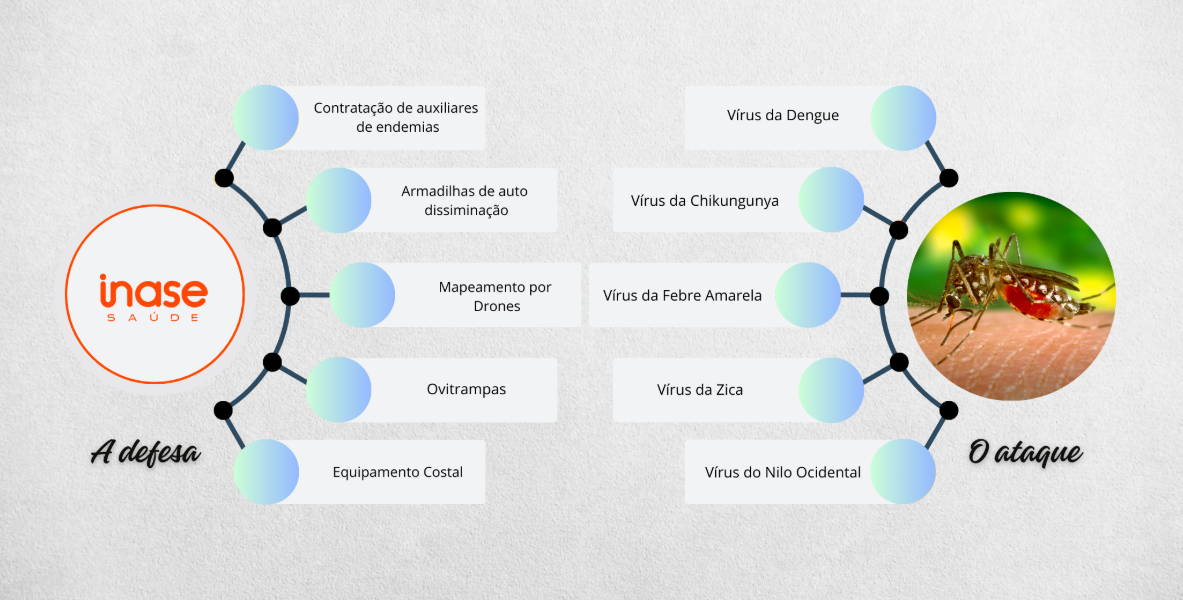 Contratação de auxiliares
de endemias
Armadilhas de auto
dissiminação
Mapeamento por
Drones
Ovitrampas
Equipamento Costal
inase
SAÚDE
A defesa
Vírus da Dengue
Vírus da Chikungunya
Vírus da Febre Amarela
Vírus da Zica
Vírus do Nilo Ocidental
O ataque